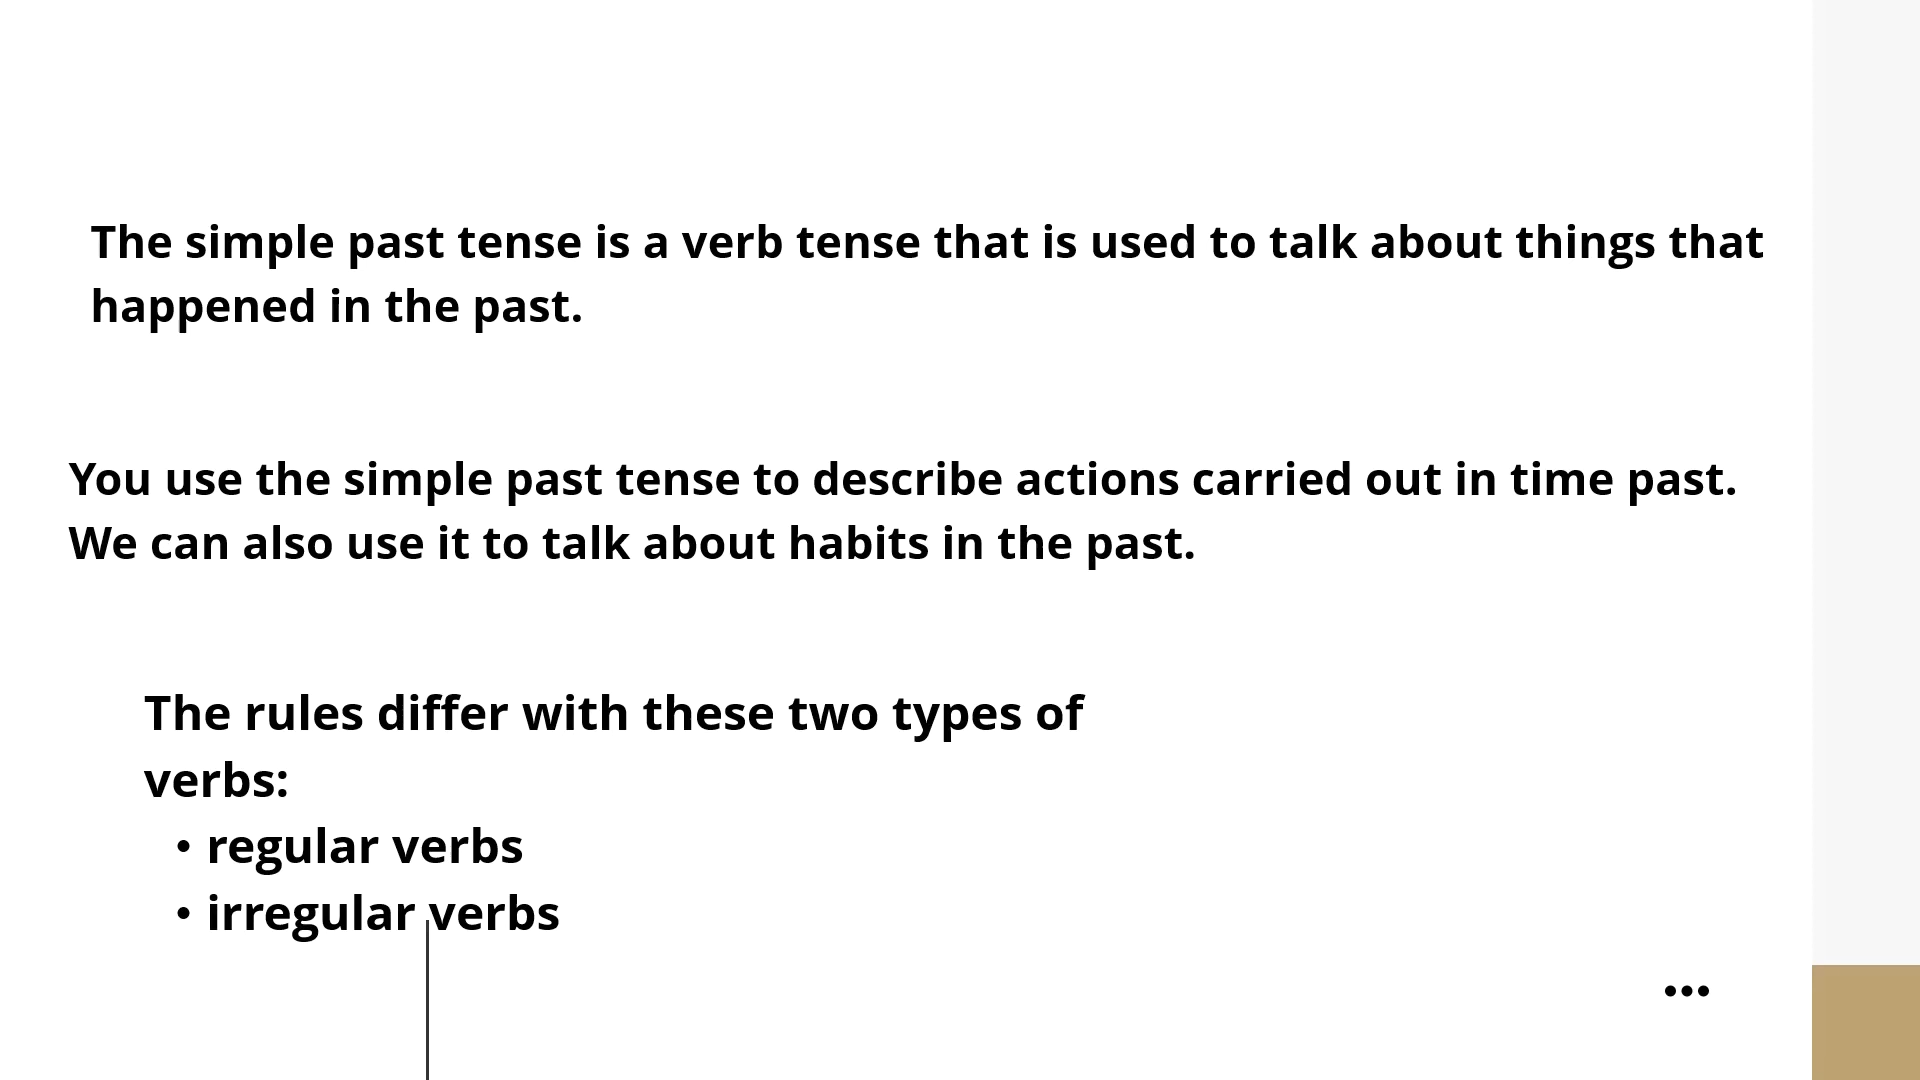 The simple past tense is a verb tense that is used to talk about things that
happened in the past.
You use the simple past tense to describe actions carried out in time past.
We can also use it to talk about habits in the past.
The rules differ with these two types of
verbs:
• regular verbs
• irregular verbs
...